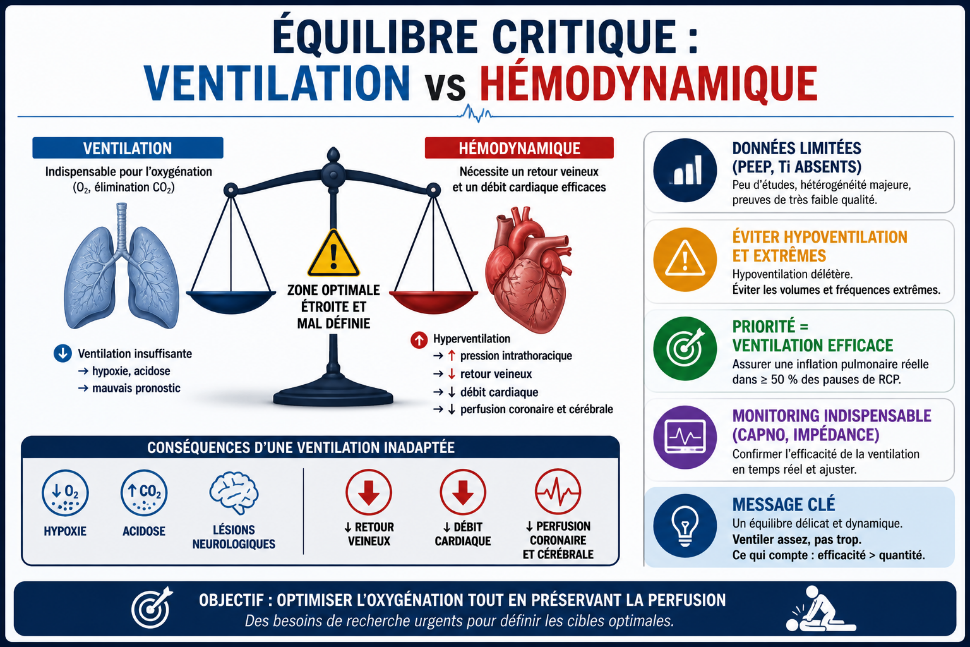 ÉQUILIBRE CRITIQUE :
VENTILATION vs HÉMODYNAMIQUE
VENTILATION
Indispensable pour l'oxygénation
(O₂, élimination CO₂)
HÉMODYNAMIQUE
Nécessite un retour veineux
et un débit cardiaque efficaces
ZONE OPTIMALE
ÉTROITE ET
MAL DÉFINIE
↓ Ventilation insuffisante
→ hypoxie, acidose
→ mauvais pronostic
↑ Hyperventilation
→ ↑ pression intrathoracique
→ ↓ retour veineux
→ ↓ débit cardiaque
→ ↓ perfusion coronaire et cérébrale
CONSÉQUENCES D'UNE VENTILATION INADAPTÉE
↓ O₂
HYPOXIE
↑ CO₂
ACIDOSE
LÉSIONS
NEUROLOGIQUES
↓ RETOUR
VEINEUX
↓ DÉBIT
CARDIAQUE
↓ PERFUSION
CORONAIRE
ET CÉRÉBRALE
DONNÉES LIMITÉES
(PEEP, Ti ABSENTS)
Peu d'études, hétérogénéité majeure,
preuves de très faible qualité.
ÉVITER HYPOVENTILATION
ET EXTRÊMES
Hypoventilation délétère.
Éviter les volumes et fréquences extrêmes.
PRIORITÉ =
VENTILATION EFFICACE
Assurer une inflation pulmonaire réelle
dans ≥ 50 % des pauses de RCP.
MONITORING INDISPENSABLE
(CAPNO, IMPÉDANCE)
Confirmer l'efficacité de la ventilation
en temps réel et ajuster.
MESSAGE CLÉ
Un équilibre délicat et dynamique.
Ventiler assez, pas trop.
Ce qui compte : efficacité > quantité.
OBJECTIF : OPTIMISER L'OXYGÉNATION TOUT EN PRÉSERVANT LA PERFUSION
Des besoins de recherche urgents pour définir les cibles optimales.